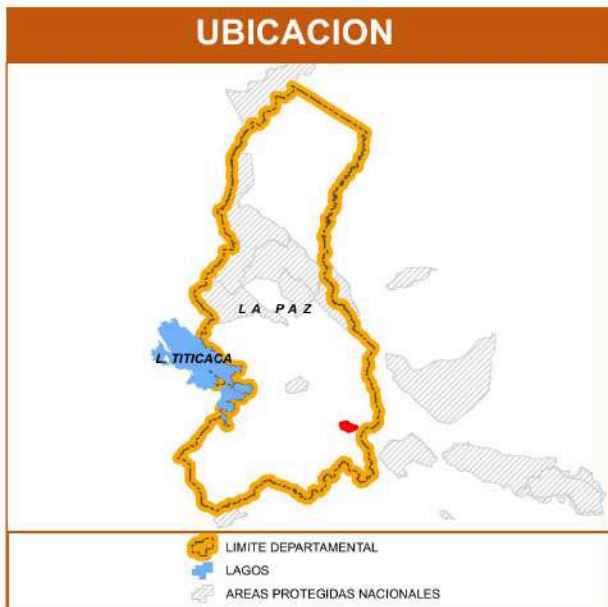 UBICACION
LA PAZ
L. TITICACA
LIMITE DEPARTAMENTAL
LAGOS
AREAS PROTEGIDAS NACIONALES